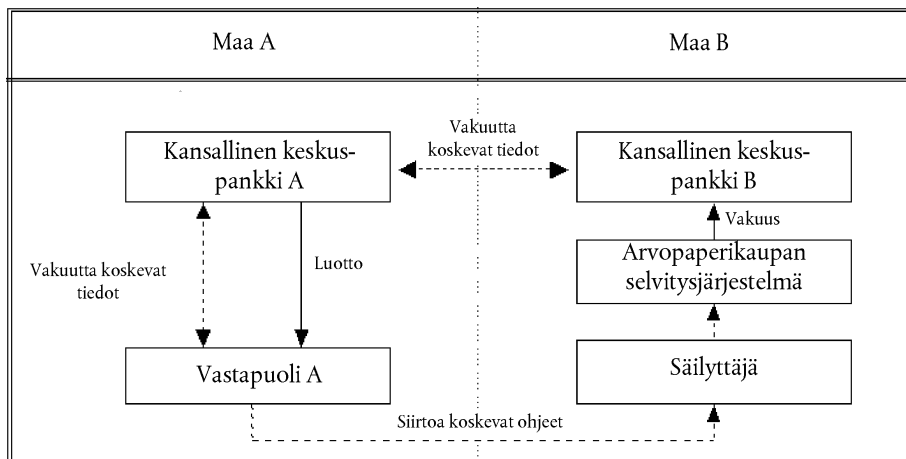 Maa A
Maa B
Vakuutta
koskevat tiedot
Kansallinen keskus-
pankki A
Kansallinen keskus-
pankki B
Vakuus
Vakuutta koskevat
tiedot
Luotto
Arvopaperikaupan
selvitysjärjestelmä
Vastapuoli A
Säilyttäjä
Siirtoa koskevat ohjeet